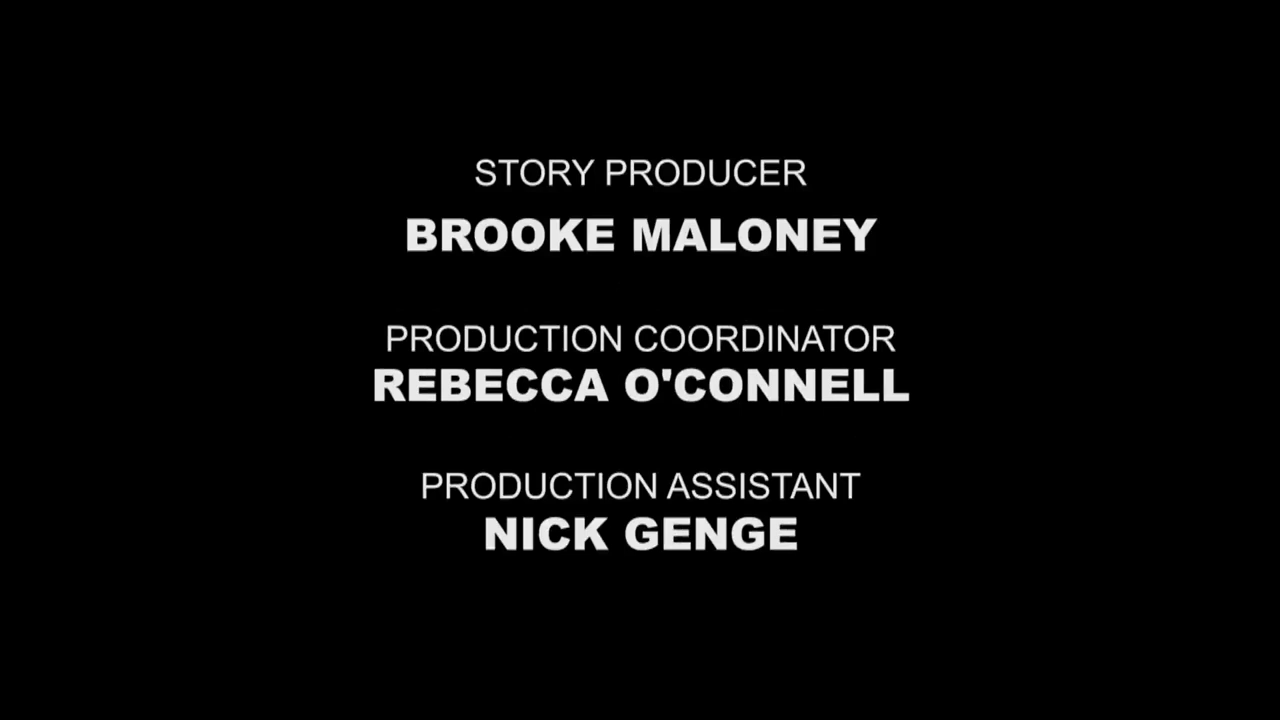 STORY PRODUCER
BROOKE MALONEY
PRODUCTION COORDINATOR
REBECCA O'CONNELL
PRODUCTION ASSISTANT
NICK GENGE